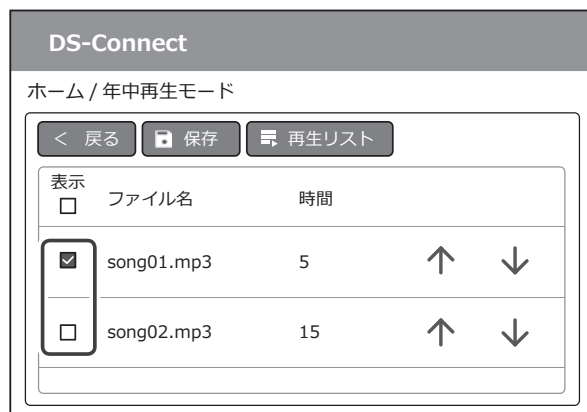 DS-Connect
ホーム / 年中再生モード
< 戻る 保存 再生リスト
表示
ファイル名 時間
song01.mp3 5
song02.mp3 15